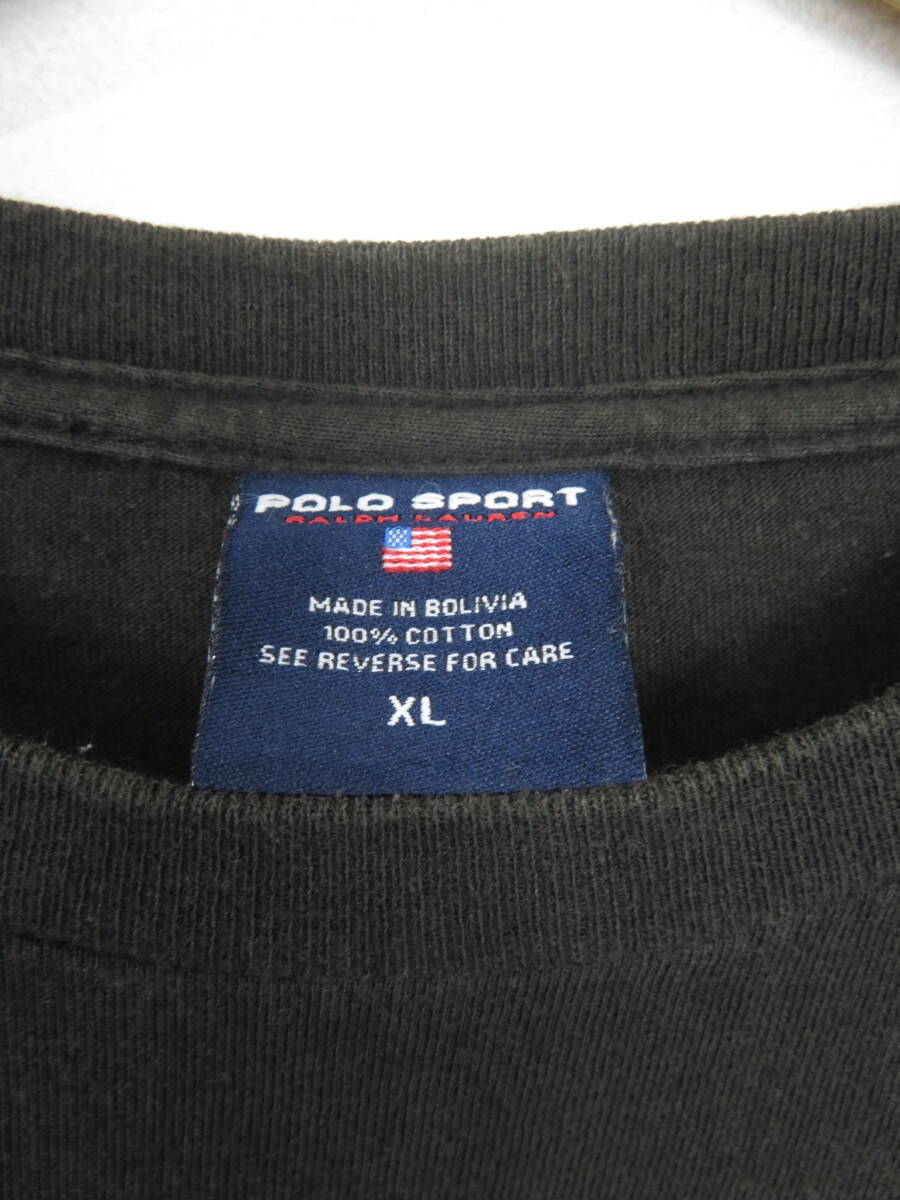 POLO SPORT
RALPH LAUREN
MADE IN BOLIVIA
100% COTTON
SEE REVERSE FOR CARE
XL